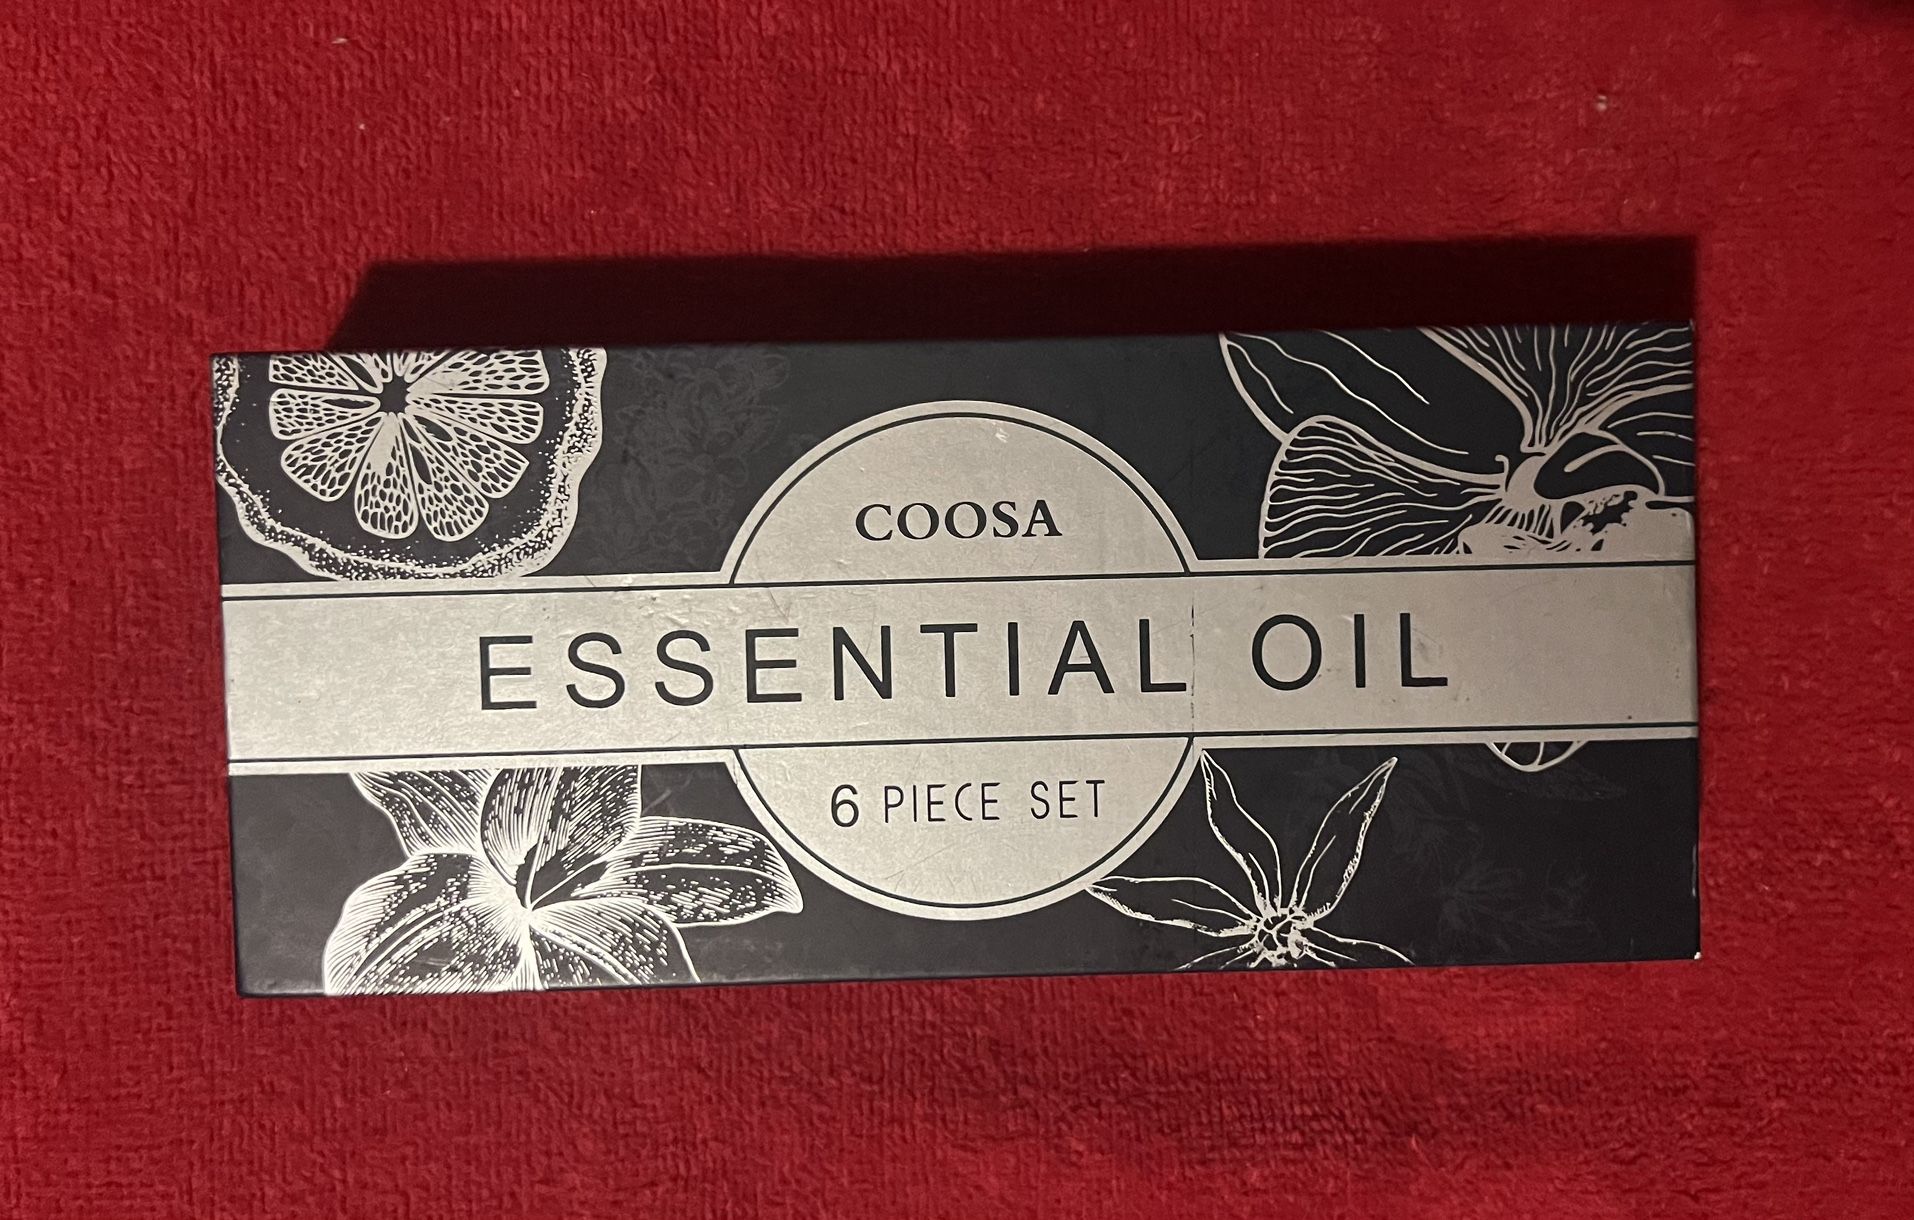 COOSA
ESSENTIAL OIL
6 PIECE SET